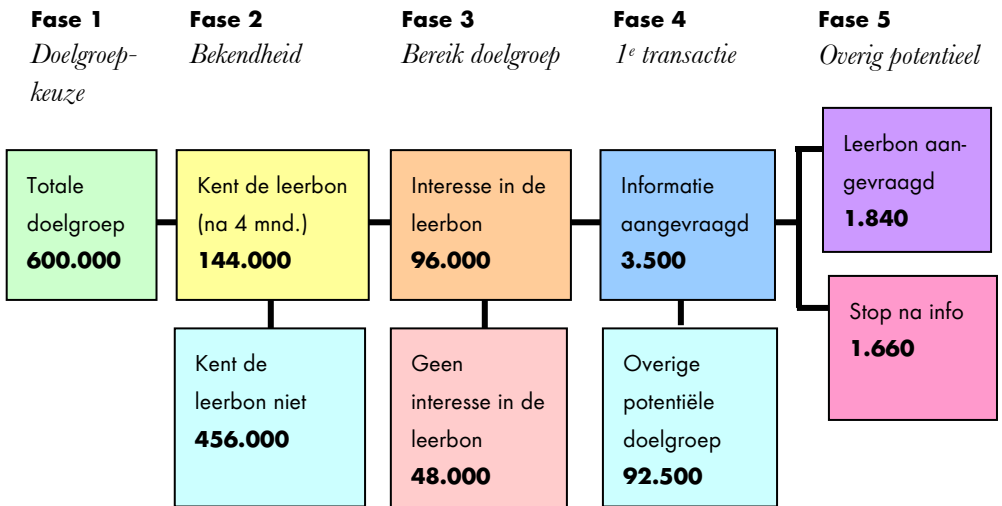 Fase 1
Doelgroep-
keuze
Fase 2
Bekendheid
Fase 3
Bereik doelgroep
Fase 4
1e transactie
Fase 5
Overig potentieel
Totale
doelgroep
600.000
Kent de leerbon
(na 4 mnd.)
144.000
Interesse in de
leerbon
96.000
Informatie
aangevraagd
3.500
Leerbon aan-
gevraagd
1.840
Stop na info
1.660
Kent de
leerbon niet
456.000
Geen
interesse in de
leerbon
48.000
Overige
potentiële
doelgroep
92.500